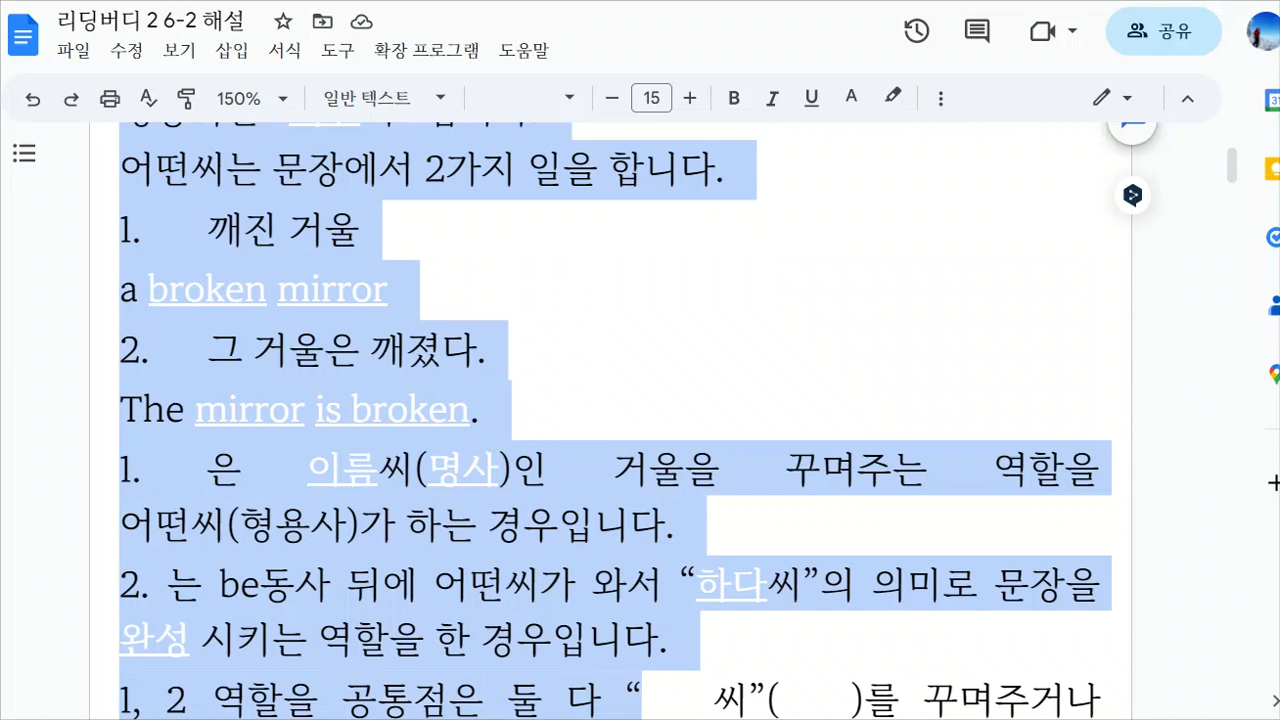 리딩버디 2 6-2 해설
파일 수정 보기 삽입 서식 도구 확장 프로그램 도움말
공유
150% 일반 텍스트 15 B I U A
어떤씨는 문장에서 2가지 일을 합니다.
1. 깨진 거울
a broken mirror
2. 그 거울은 깨졌다.
The mirror is broken.
1. 은 이름씨(명사)인 거울을 꾸며주는 역할을
어떤씨(형용사)가 하는 경우입니다.
2. 는 be동사 뒤에 어떤씨가 와서 “하다씨”의 의미로 문장을
완성 시키는 역할을 한 경우입니다.
1, 2 역할을 공통점은 둘 다 “ 씨”( )를 꾸며주거나